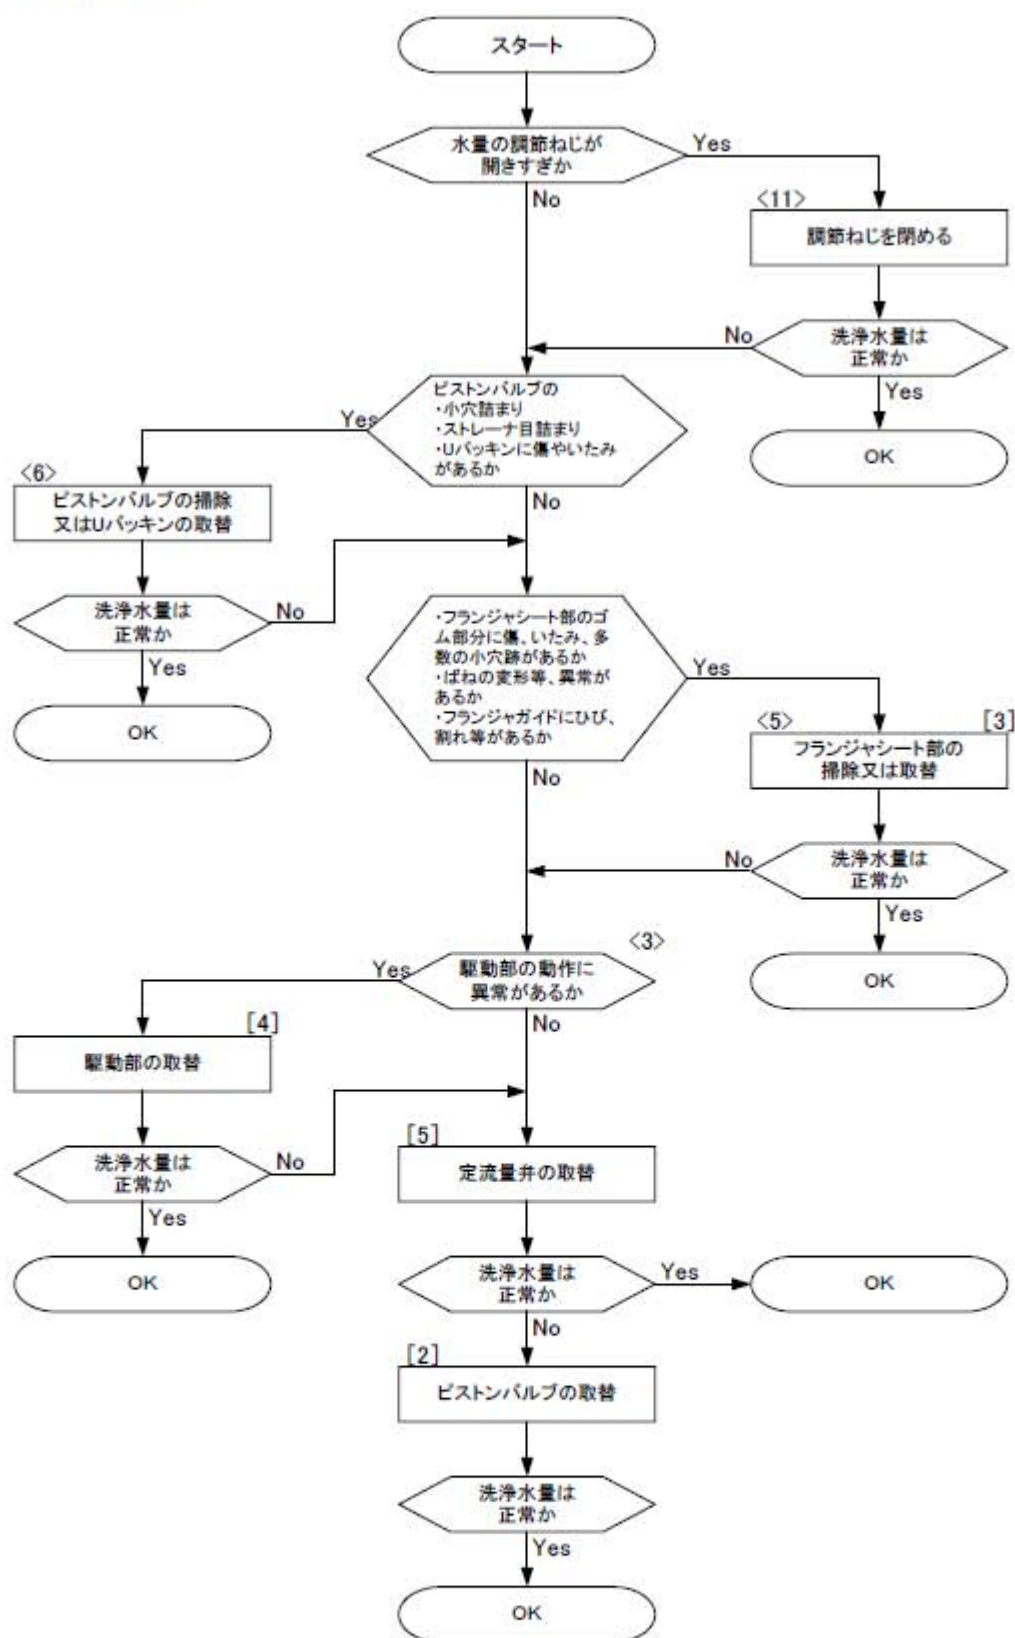 スタート
水量の調節ねじが
開きすぎか
Yes
No
<11>
調節ねじを閉める
洗浄水量は
正常か
No
Yes
OK
ピストンバルブの
・小穴詰まり
・ストレーナ目詰まり
・Uパッキンに傷やいたみ
があるか
Yes
No
<6>
ピストンバルブの掃除
又はUパッキンの取替
洗浄水量は
正常か
No
Yes
OK
・フランジャシート部のゴ
ム部分に傷、いたみ、多
数の小穴跡があるか
・ばねの変形等、異常が
あるか
・フランジャガイドにひび、
割れ等があるか
Yes
No
<5>
[3]
フランジャシート部の
掃除又は取替
洗浄水量は
正常か
No
Yes
OK
<3>
駆動部の動作に
異常があるか
Yes
No
[4]
駆動部の取替
洗浄水量は
正常か
No
Yes
OK
[5]
定流量弁の取替
洗浄水量は
正常か
Yes
OK
No
[2]
ピストンバルブの取替
洗浄水量は
正常か
Yes
OK